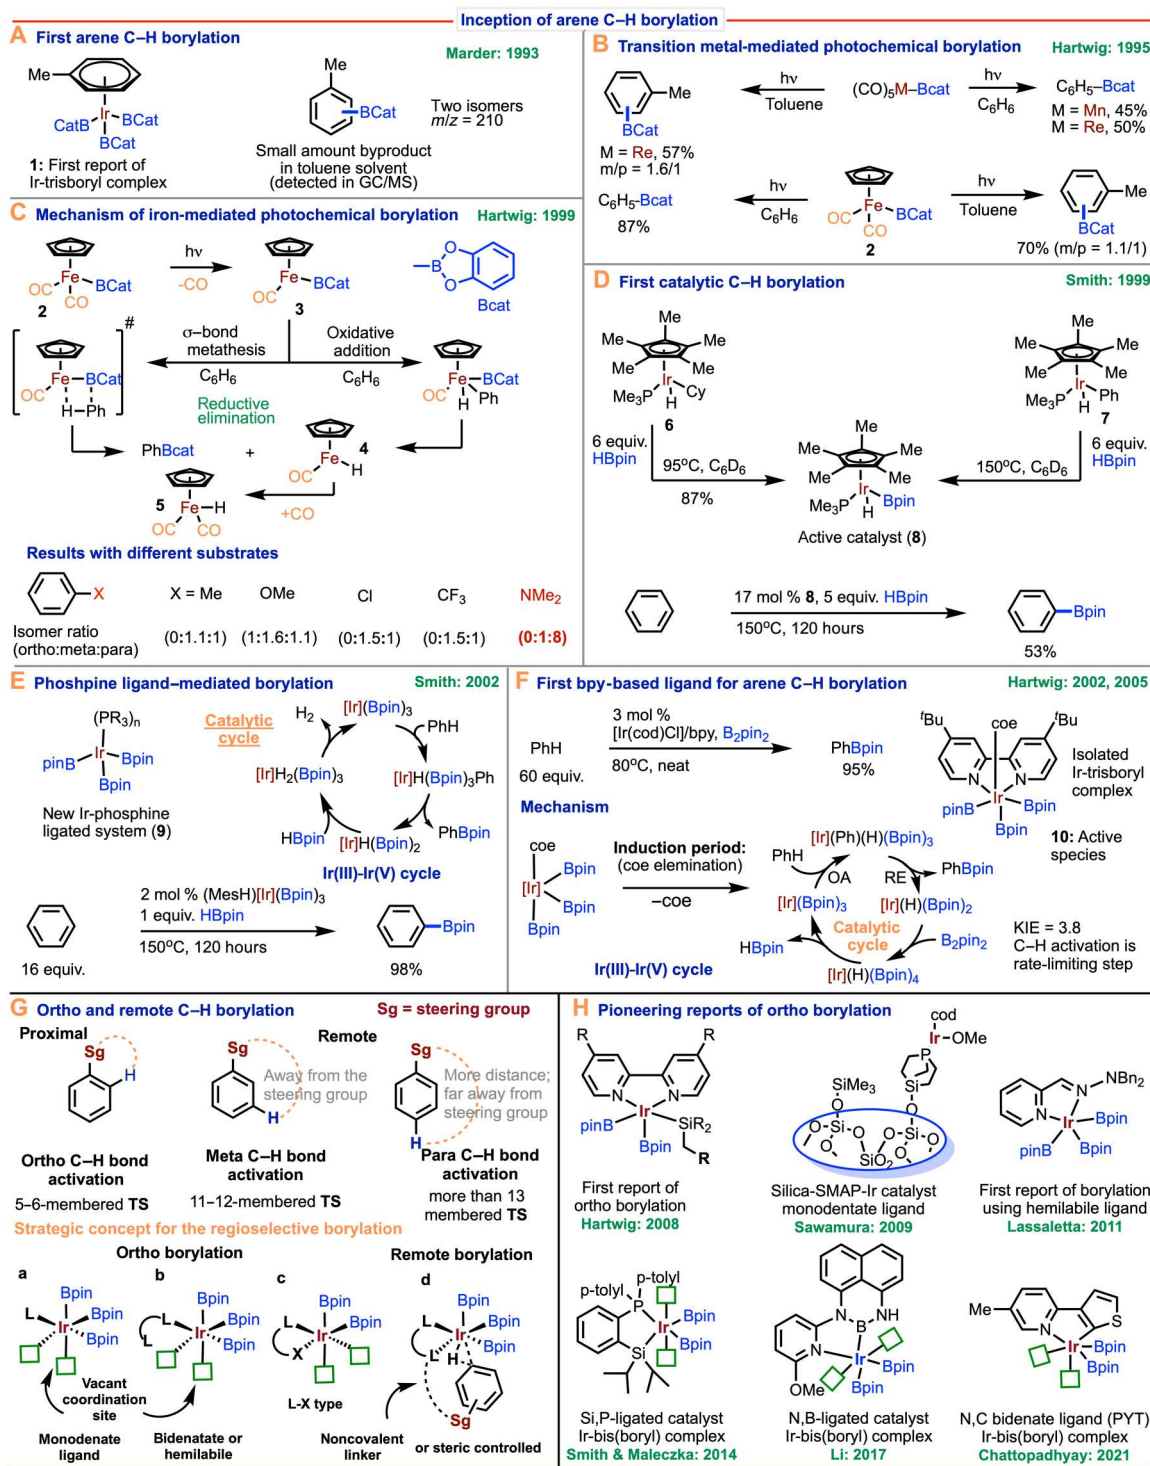 Inception of arene C–H borylation
A First arene C–H borylation
Marder: 1993
Me
Ir
CatB
BCat
BCat
1: First report of
Ir-trisboryl complex
Me
BCat
Two isomers
m/z = 210
Small amount byproduct
in toluene solvent
(detected in GC/MS)
B Transition metal-mediated photochemical borylation
Hartwig: 1995
Me
BCat
hν
Toluene
(CO)5M–Bcat
hν
C6H6
C6H5–Bcat
M = Mn, 45%
M = Re, 50%
M = Re, 57%
m/p = 1.6/1
C6H5-Bcat
87%
hν
C6H6
Fe
OC
BCat
CO
2
hν
Toluene
Me
BCat
70% (m/p = 1.1/1)
C Mechanism of iron-mediated photochemical borylation
Hartwig: 1999
Fe
OC
BCat
CO
2
hν
-CO
Fe
OC
BCat
3
B
O
O
Bcat
#
Fe
BCat
OC
H
Ph
σ–bond
metathesis
C6H6
Oxidative
addition
C6H6
Fe
BCat
OC
H
Ph
Reductive
elimination
PhBcat
+
Fe
OC
H
4
5
Fe
H
OC
CO
+CO
Results with different substrates
X
X = Me OMe Cl CF3 NMe2
Isomer ratio
(ortho:meta:para)
(0:1.1:1) (1:1.6:1.1) (0:1.5:1) (0:1.5:1) (0:1:8)
D First catalytic C–H borylation
Smith: 1999
Me
Me
Me
Me
Me
Ir
Me3P
H
Cy
6
Me
Me
Me
Me
Me
Ir
Me3P
H
Ph
7
6 equiv.
HBpin
95ºC, C6D6
87%
Me
Me
Me
Me
Me
Ir
Me3P
H
Bpin
Active catalyst (8)
150ºC, C6D6
6 equiv.
HBpin
17 mol % 8, 5 equiv. HBpin
150ºC, 120 hours
Bpin
53%
E Phoshpine ligand–mediated borylation
Smith: 2002
(PR3)n
Ir
pinB
Bpin
Bpin
New Ir-phosphine
ligated system (9)
Catalytic
cycle
H2
[Ir](Bpin)3
PhH
[Ir]H2(Bpin)3
[Ir]H(Bpin)3Ph
HBpin
[Ir]H(Bpin)2
PhBpin
Ir(III)-Ir(V) cycle
16 equiv.
2 mol % (MesH)[Ir](Bpin)3
1 equiv. HBpin
150ºC, 120 hours
Bpin
98%
F First bpy-based ligand for arene C–H borylation
Hartwig: 2002, 2005
PhH
60 equiv.
3 mol %
[Ir(cod)Cl]/bpy, B2pin2
80ºC, neat
PhBpin
95%
tBu
coe
tBu
N
N
Ir
pinB
Bpin
Bpin
Isolated
Ir-trisboryl
complex
10: Active
species
Mechanism
coe
[Ir]
Bpin
Bpin
Bpin
Induction period:
(coe elemination)
–coe
[Ir](Ph)(H)(Bpin)3
PhH
OA
RE
PhBpin
[Ir](Bpin)3
[Ir](H)(Bpin)2
Catalytic
cycle
HBpin
B2pin2
[Ir](H)(Bpin)4
Ir(III)-Ir(V) cycle
KIE = 3.8
C–H activation is
rate-limiting step
G Ortho and remote C–H borylation
Sg = steering group
Proximal
Remote
Sg
H
Sg
H
Away from the
steering group
Sg
H
More distance;
far away from
steering group
Ortho C–H bond
activation
5–6-membered TS
Meta C–H bond
activation
11–12-membered TS
Para C–H bond
activation
more than 13
membered TS
Strategic concept for the regioselective borylation
Ortho borylation
Remote borylation
a
L
Ir
Bpin
Bpin
Bpin
b
L
L
Ir
Bpin
Bpin
Bpin
c
L
X
Ir
Bpin
Bpin
L-X type
d
L
L
Ir
Bpin
Bpin
Bpin
H
Sg
Vacant
coordination
site
Monodenate
ligand
Bidenatate or
hemilabile
Noncovalent
linker
or steric controlled
H Pioneering reports of ortho borylation
R
R
N
N
Ir
pinB
Bpin
SiR2
R
First report of
ortho borylation
Hartwig: 2008
cod
Ir
OMe
P
Si
SiMe3
O
O
Si
Si
O
O
O
O
O
O
SiO2
Silica-SMAP-Ir catalyst
monodentate ligand
Sawamura: 2009
N
N
NBn2
Ir
Bpin
Bpin
pinB
First report of borylation
using hemilabile ligand
Lassaletta: 2011
p-tolyl
p-tolyl
P
Ir
Bpin
Bpin
Si
Si,P-ligated catalyst
Ir-bis(boryl) complex
Smith & Maleczka: 2014
N
NH
B
N
OMe
Ir
Bpin
Bpin
N,B-ligated catalyst
Ir-bis(boryl) complex
Li: 2017
Me
N
S
Ir
Bpin
Bpin
N,C bidenate ligand (PYT)
Ir-bis(boryl) complex
Chattopadhyay: 2021